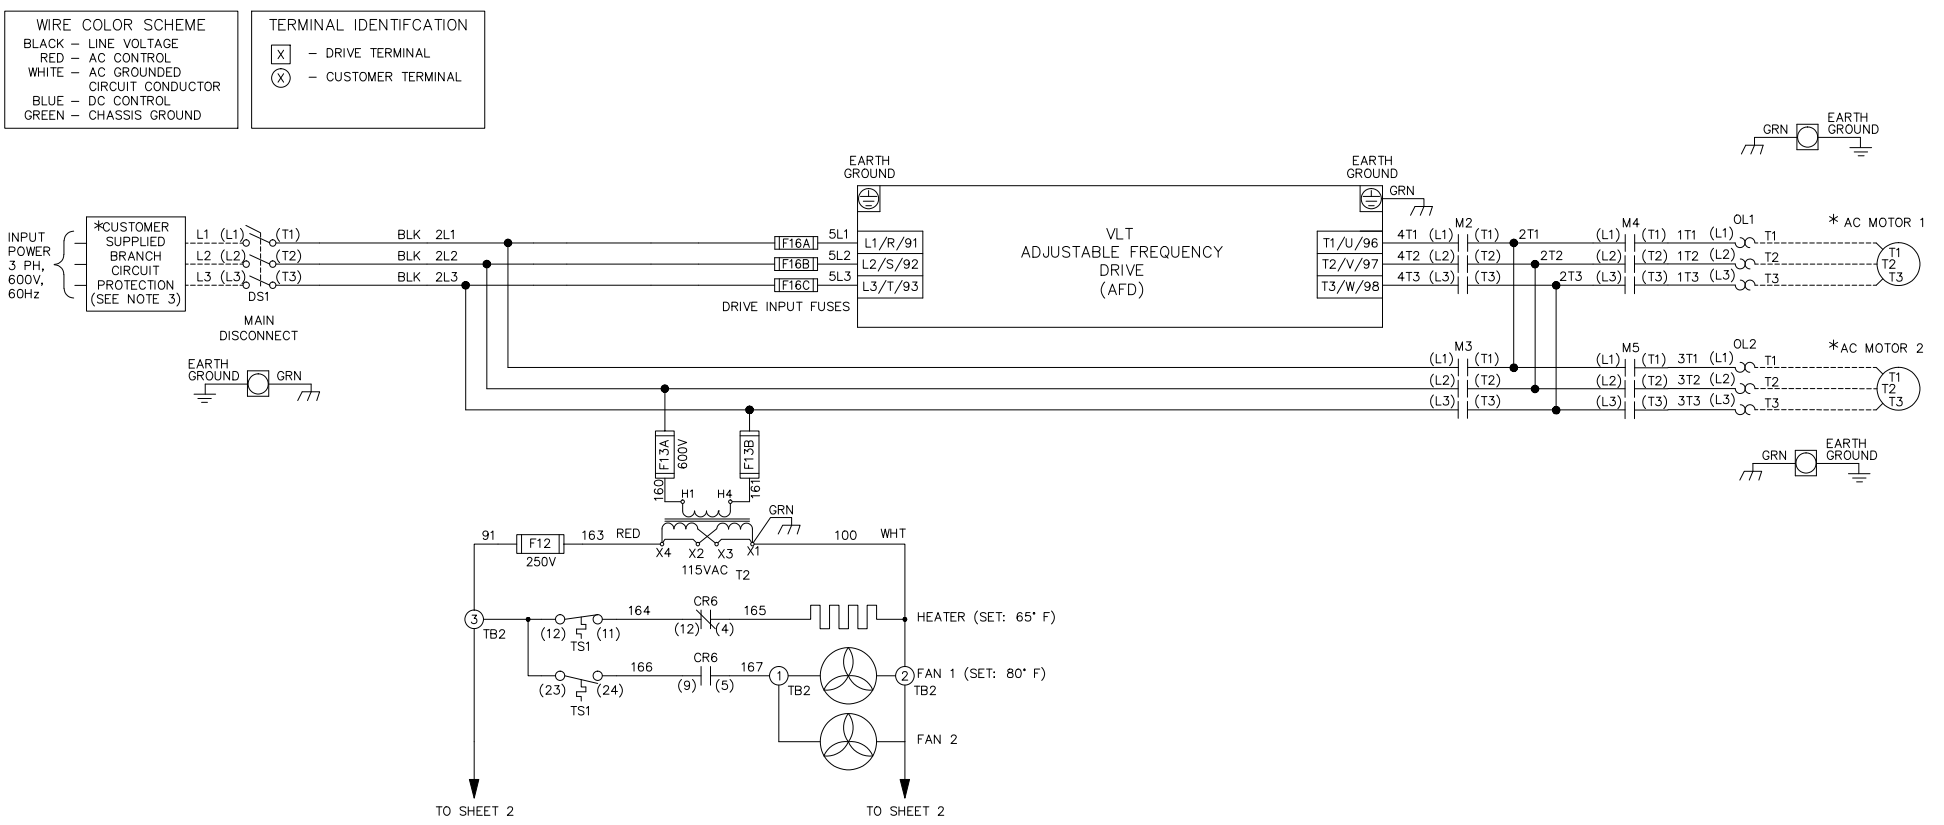 WIRE COLOR SCHEME
BLACK – LINE VOLTAGE
RED – AC CONTROL
WHITE – AC GROUNDED
CIRCUIT CONDUCTOR
BLUE – DC CONTROL
GREEN – CHASSIS GROUND
TERMINAL IDENTIFCATION
X – DRIVE TERMINAL
X – CUSTOMER TERMINAL
GRN
EARTH
GROUND
EARTH
GROUND
EARTH
GROUND
GRN
INPUT
POWER
3 PH,
600V,
60Hz
*CUSTOMER
SUPPLIED
BRANCH
CIRCUIT
PROTECTION
(SEE NOTE 3)
L1 (L1) (T1)
L2 (L2) (T2)
L3 (L3) (T3)
DS1
MAIN
DISCONNECT
BLK 2L1
BLK 2L2
BLK 2L3
F16A 5L1
F16B 5L2
F16C 5L3
DRIVE INPUT FUSES
L1/R/91
L2/S/92
L3/T/93
VLT
ADJUSTABLE FREQUENCY
DRIVE
(AFD)
T1/U/96
T2/V/97
T3/W/98
M2
M4
OL1
* AC MOTOR 1
4T1 (L1) (T1) 2T1 (L1) (T1) 1T1 (L1) T1
4T2 (L2) (T2) 2T2 (L2) (T2) 1T2 (L2) T2
4T3 (L3) (T3) 2T3 (L3) (T3) 1T3 (L3) T3
T1
T2
T3
EARTH
GROUND
GRN
M3
M5
OL2
* AC MOTOR 2
(L1) (T1) (L1) (T1) 3T1 (L1) T1
(L2) (T2) (L2) (T2) 3T2 (L2) T2
(L3) (T3) (L3) (T3) 3T3 (L3) T3
T1
T2
T3
GRN
EARTH
GROUND
F13A
600V
F13B
160
161
H1 H4
GRN
91
F12
250V
163 RED
X4 X2 X3 X1
115VAC T2
100 WHT
3
TB2
(12) (11)
TS1
164
CR6
(12) (4)
165
HEATER (SET: 65° F)
(23) (24)
TS1
166
CR6
(9) (5)
167
1
TB2
2
TB2
FAN 1 (SET: 80° F)
FAN 2
TO SHEET 2
TO SHEET 2